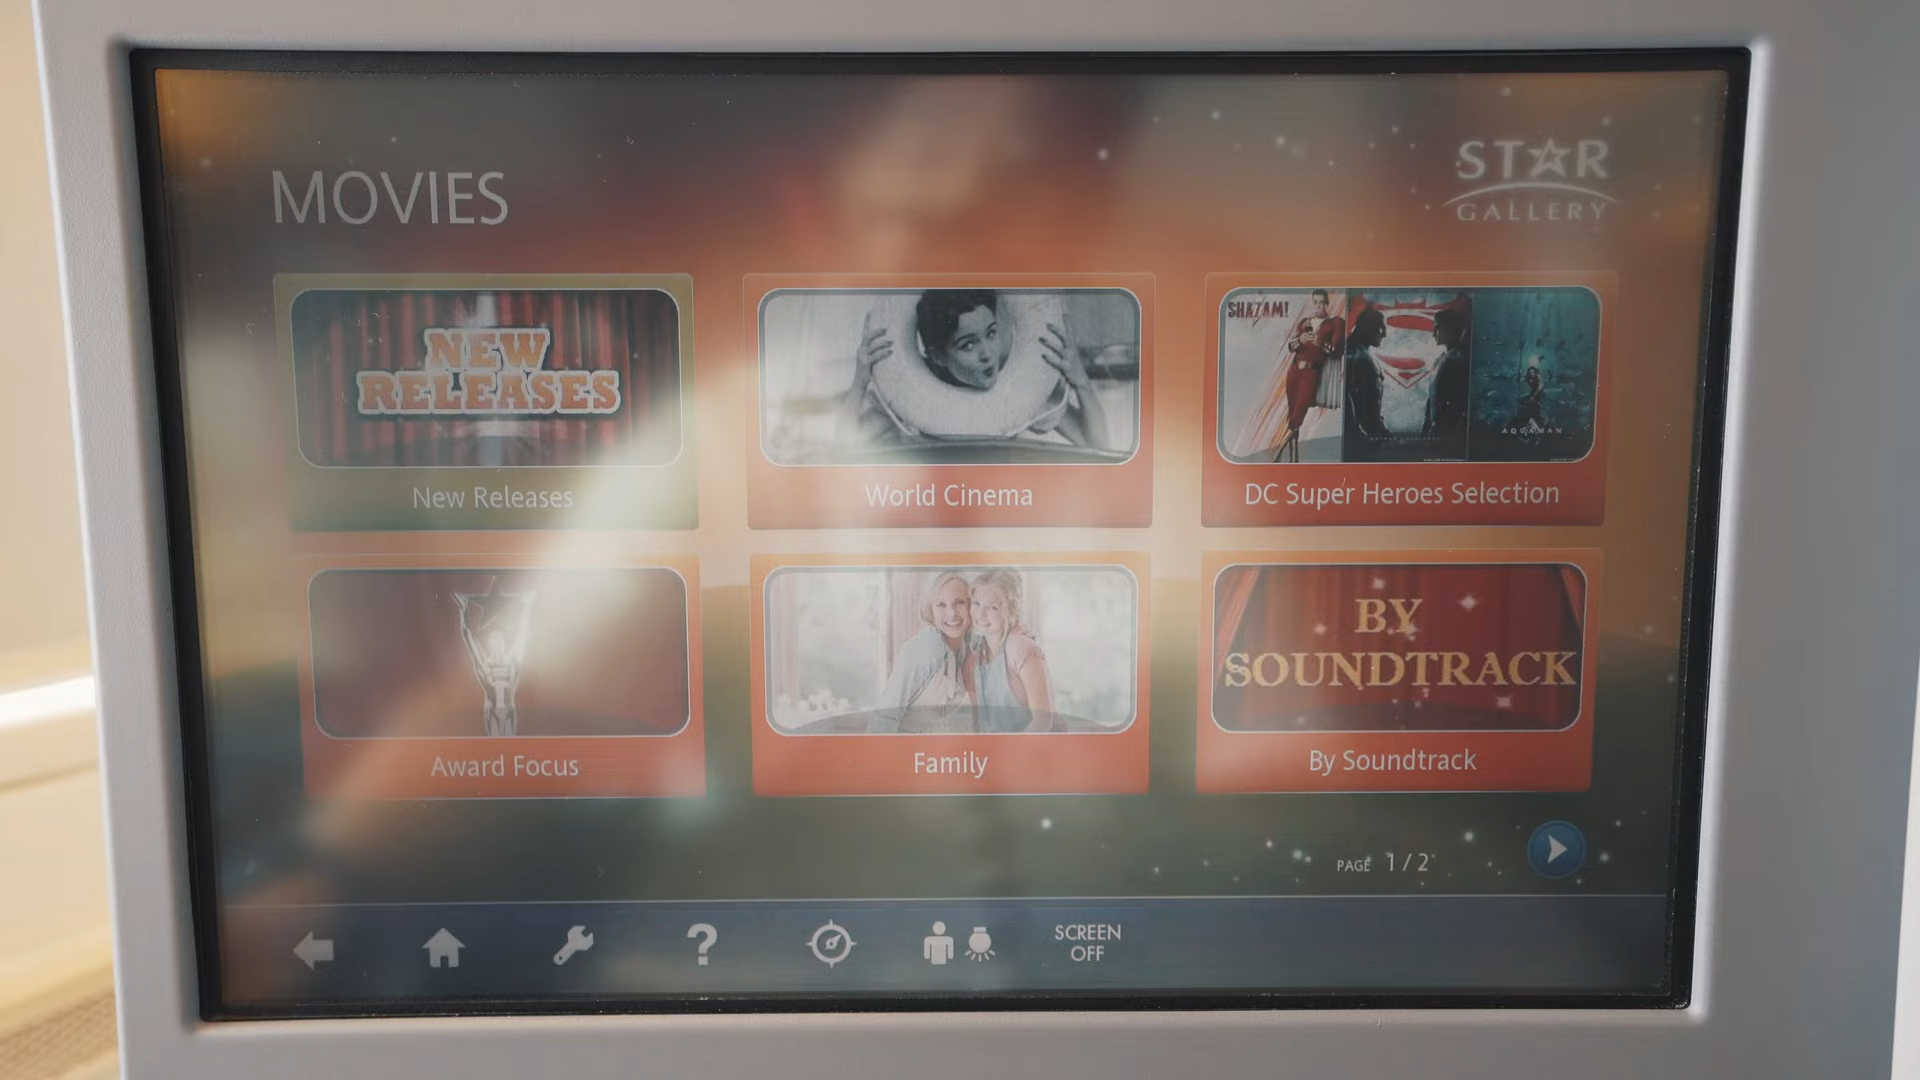 MOVIES
STAR
GALLERY
NEW
RELEASES
SHAZAM!
AQUAMAN
New Releases
World Cinema
DC Super Heroes Selection
BY
SOUNDTRACK
Award Focus
Family
By Soundtrack
PAGE 1 / 2
?
SCREEN
OFF